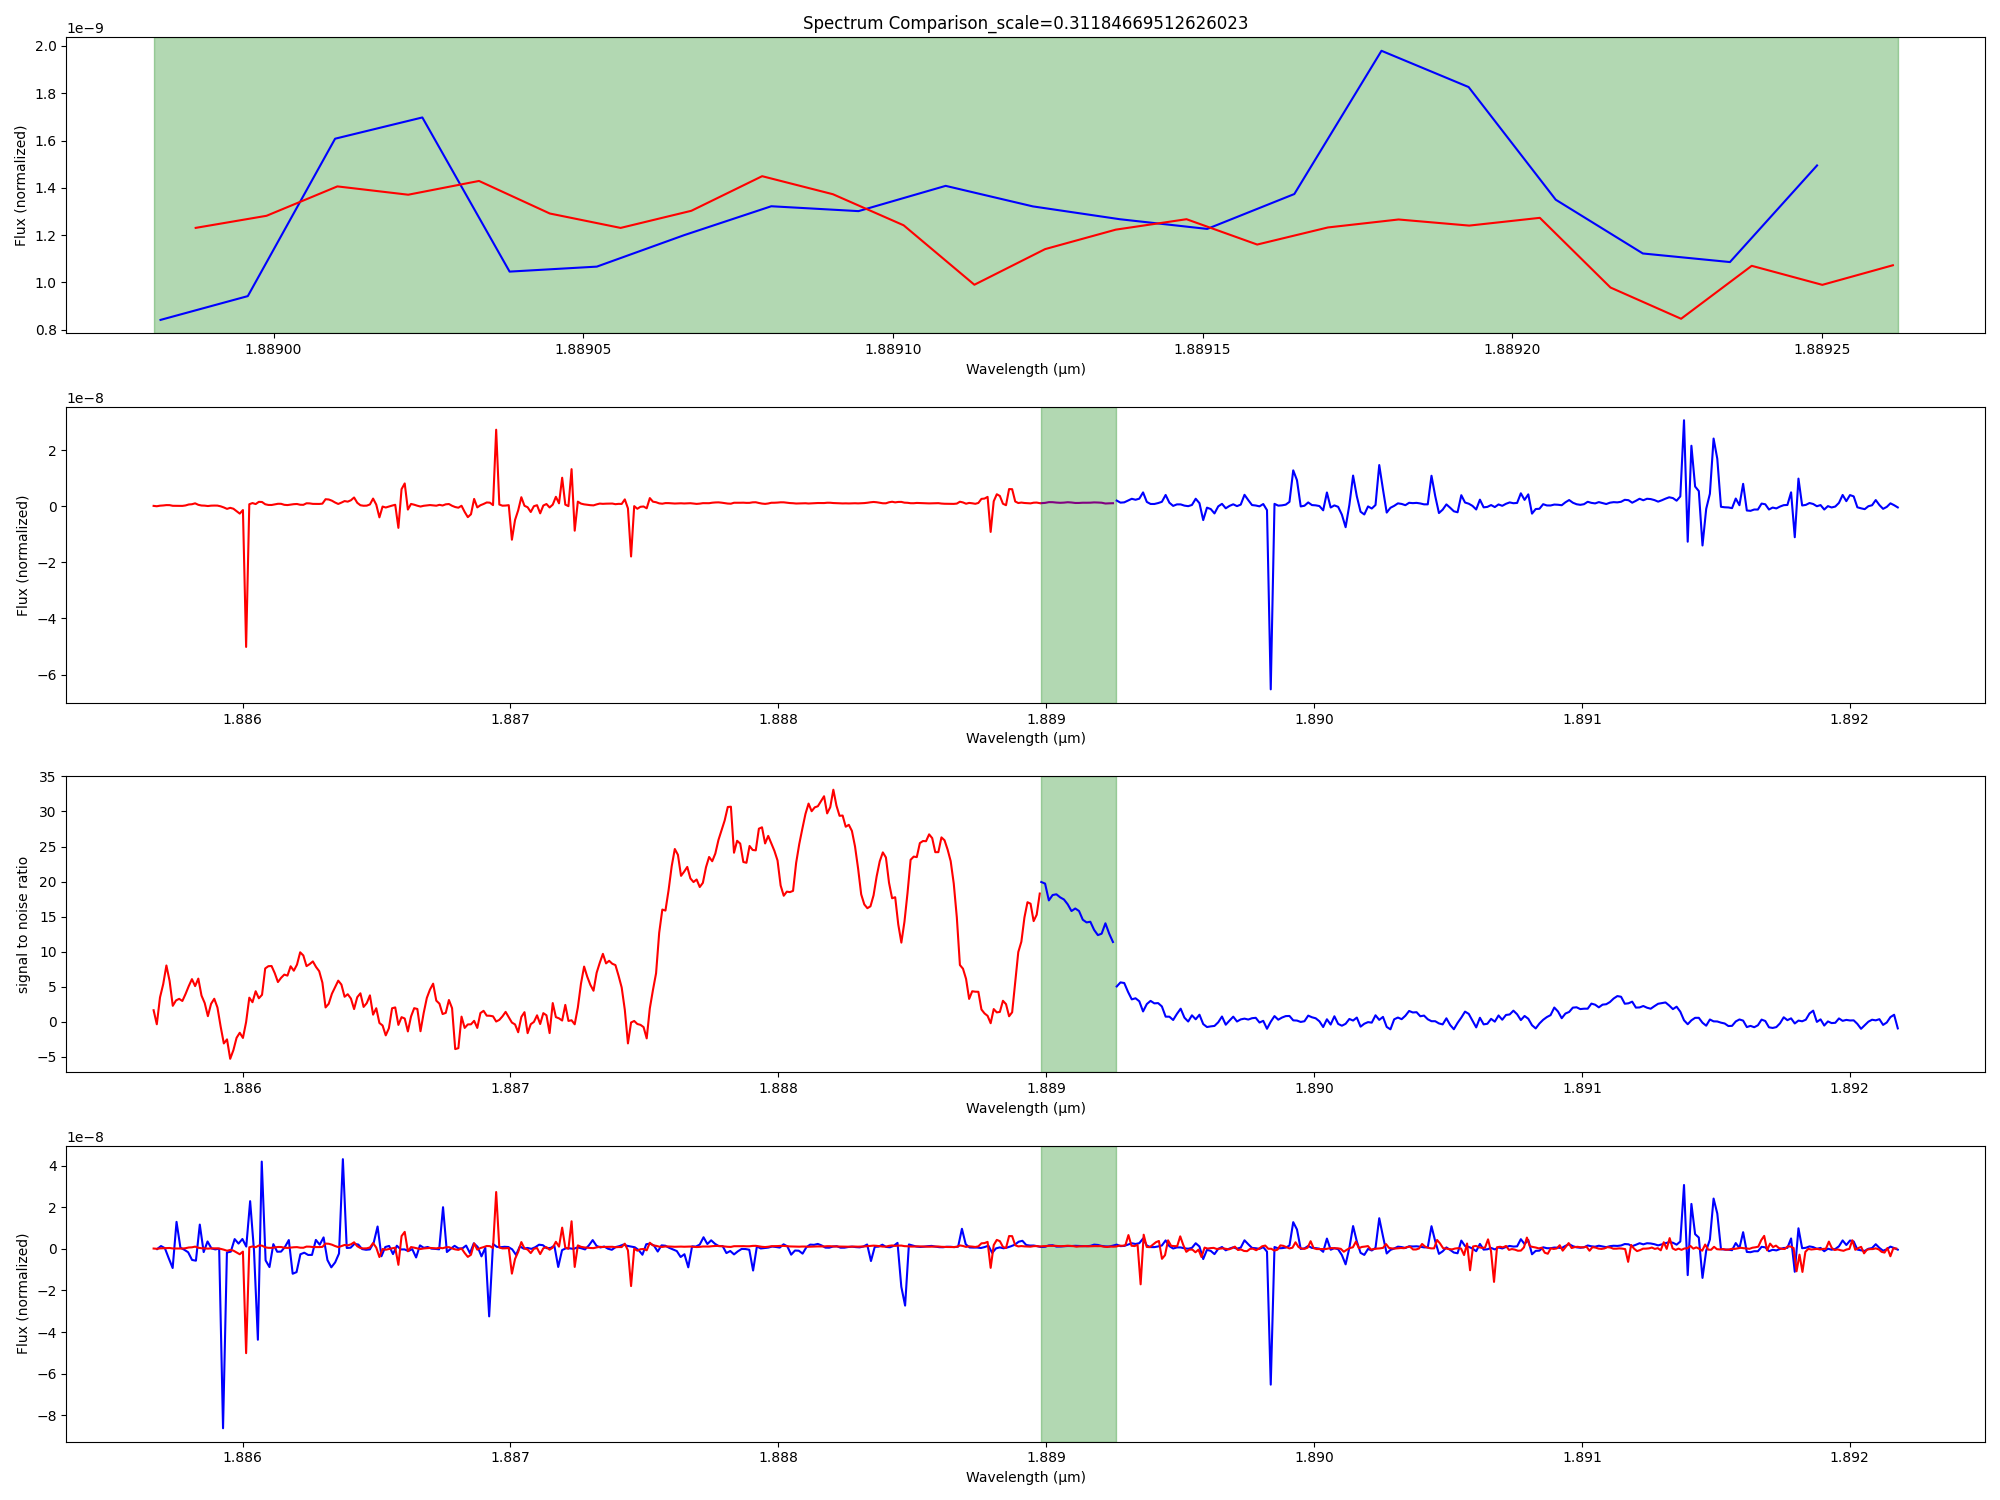 Spectrum Comparison_scale=0.31184669512626023
1e−9
Flux (normalized)
2.0
1.8
1.6
1.4
1.2
1.0
0.8
1.88900 1.88905 1.88910 1.88915 1.88920 1.88925
Wavelength (μm)
1e−8
Flux (normalized)
2
0
−2
−4
−6
1.886 1.887 1.888 1.889 1.890 1.891 1.892
Wavelength (μm)
signal to noise ratio
35
30
25
20
15
10
5
0
−5
1.886 1.887 1.888 1.889 1.890 1.891 1.892
Wavelength (μm)
1e−8
Flux (normalized)
4
2
0
−2
−4
−6
−8
1.886 1.887 1.888 1.889 1.890 1.891 1.892
Wavelength (μm)